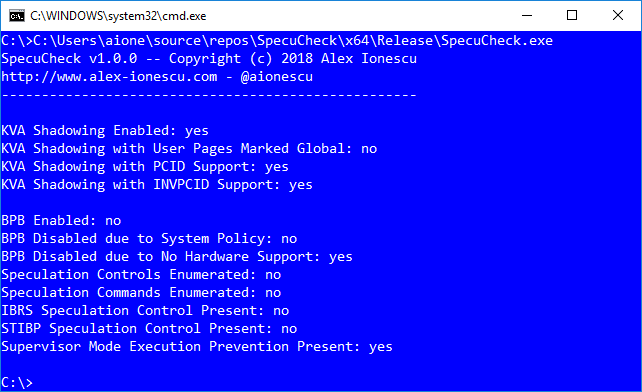 C:\WINDOWS\system32\cmd.exe
C:\>C:\Users\aione\source\repos\SpecuCheck\x64\Release\SpecuCheck.exe
SpecuCheck v1.0.0 -- Copyright (c) 2018 Alex Ionescu
http://www.alex-ionescu.com - @aionescu
----------------------------------------------------
KVA Shadowing Enabled: yes
KVA Shadowing with User Pages Marked Global: no
KVA Shadowing with PCID Support: yes
KVA Shadowing with INVPCID Support: yes
BPB Enabled: no
BPB Disabled due to System Policy: no
BPB Disabled due to No Hardware Support: yes
Speculation Controls Enumerated: no
Speculation Commands Enumerated: no
IBRS Speculation Control Present: no
STIBP Speculation Control Present: no
Supervisor Mode Execution Prevention Present: yes
C:\>